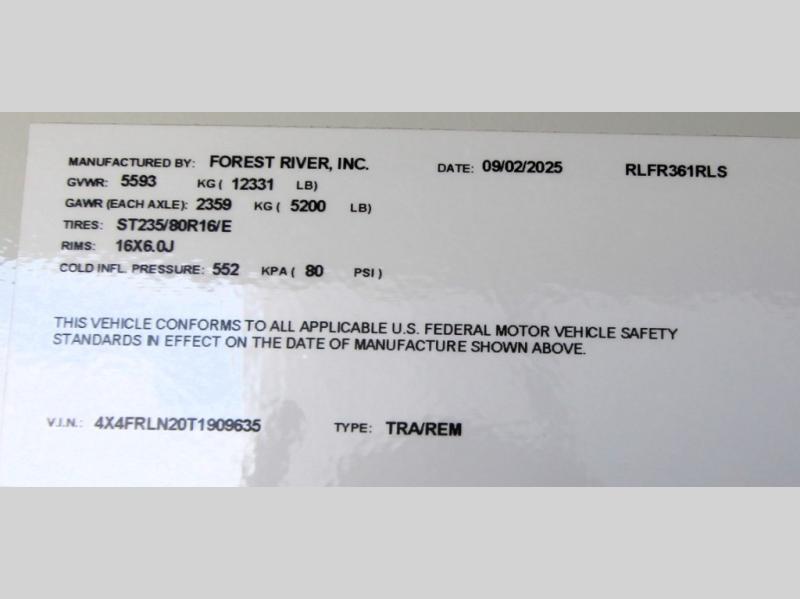 MANUFACTURED BY: FOREST RIVER, INC. DATE: 09/02/2025 RLFR361RLS
GVWR: 5593 KG ( 12331 LB)
GAWR (EACH AXLE): 2359 KG ( 5200 LB)
TIRES: ST235/80R16/E
RIMS: 16X6.0J
COLD INFL. PRESSURE: 552 KPA ( 80 PSI )
THIS VEHICLE CONFORMS TO ALL APPLICABLE U.S. FEDERAL MOTOR VEHICLE SAFETY
STANDARDS IN EFFECT ON THE DATE OF MANUFACTURE SHOWN ABOVE.
V.I.N.: 4X4FRLN20T1909635 TYPE: TRA/REM